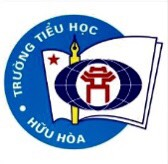 TRƯỜNG TIỂU HỌC
HỮU HÒA